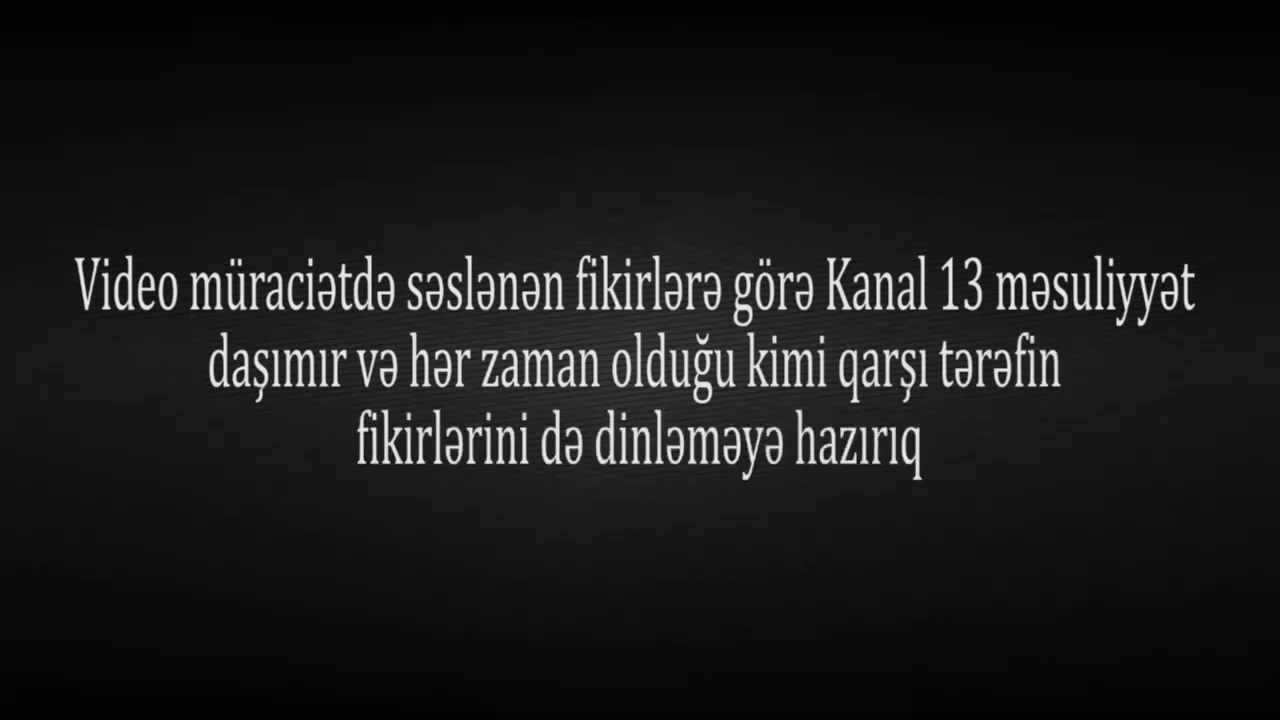 Video müraciətdə səslənən fikirlərə görə Kanal 13 məsuliyyət
daşımır və hər zaman olduğu kimi qarşı tərəfin
fikirlərini də dinləməyə hazırıq